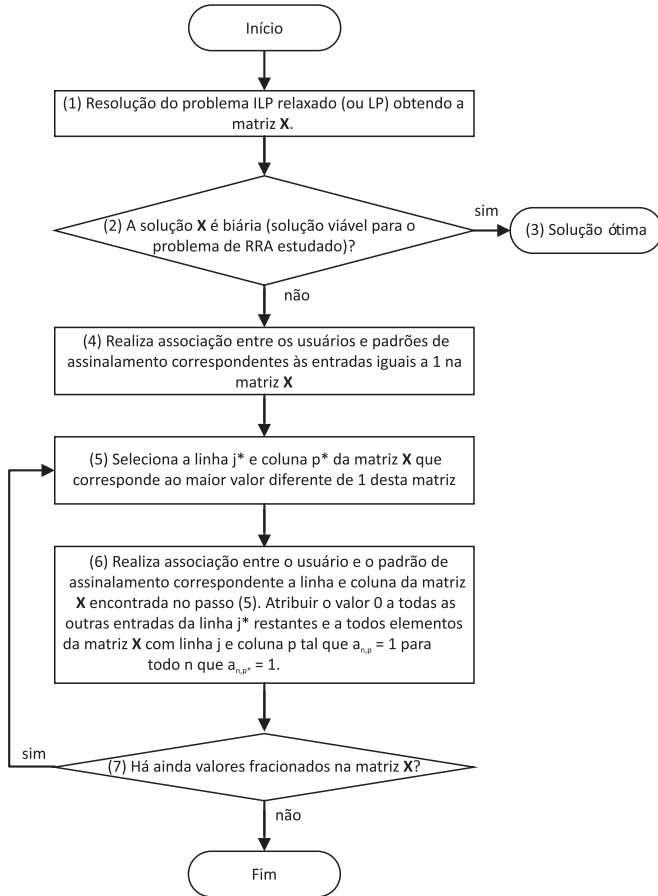 Início
(1) Resolução do problema ILP relaxado (ou LP) obtendo a
matriz X.
(2) A solução X é biária (solução viável para o
problema de RRA estudado)?
sim
(3) Solução ótima
não
(4) Realiza associação entre os usuários e padrões de
assinalamento correspondentes às entradas iguais a 1 na
matriz X
(5) Seleciona a linha j* e coluna p* da matriz X que
corresponde ao maior valor diferente de 1 desta matriz
(6) Realiza associação entre o usuário e o padrão de
assinalamento correspondente a linha e coluna da matriz
X encontrada no passo (5). Atribuir o valor 0 a todas as
outras entradas da linha j* restantes e a todos elementos
da matriz X com linha j e coluna p tal que a_{n,p} = 1 para
todo n que a_{n,p*} = 1.
sim
(7) Há ainda valores fracionados na matriz X?
não
Fim